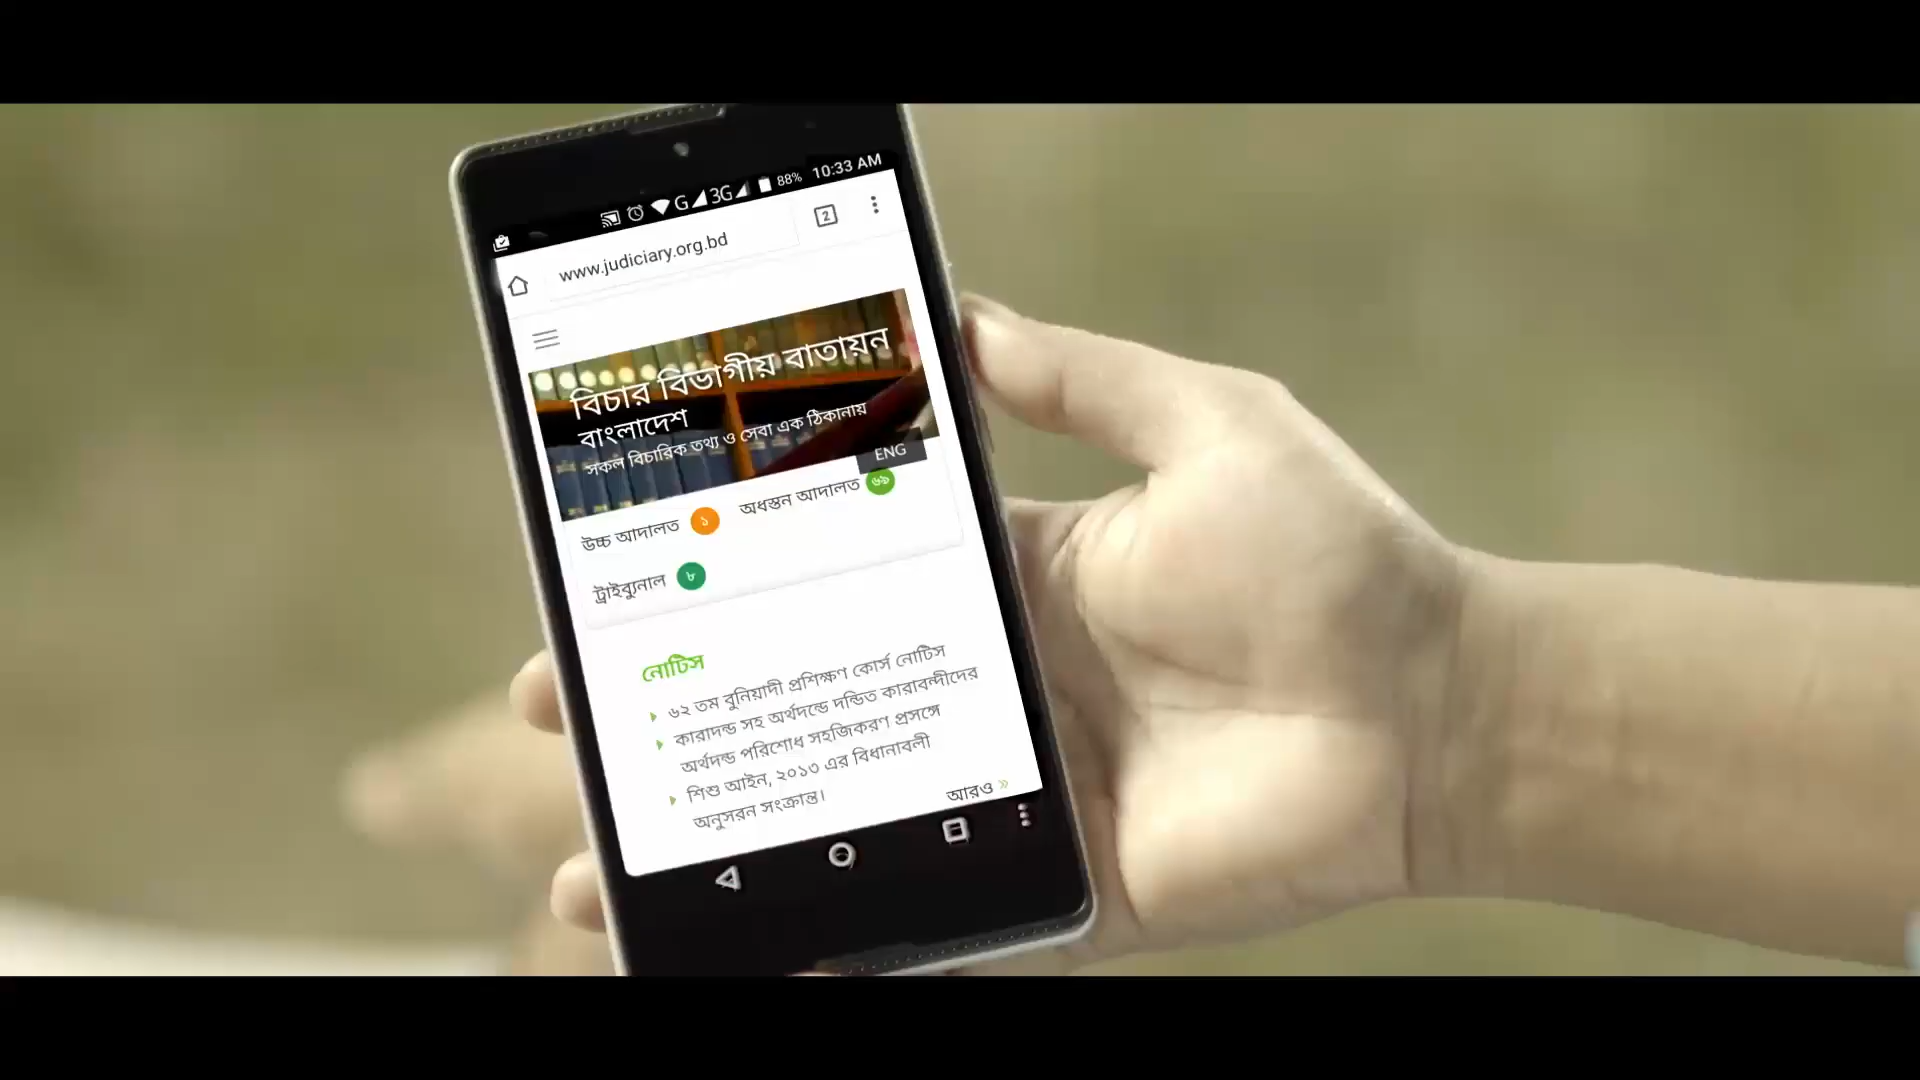 G 3G 88% 10:33 AM
www.judiciary.org.bd
2
বিচার বিভাগীয় বাতায়ন
বাংলাদেশ
সকল বিচারিক তথ্য ও সেবা এক ঠিকানায়
ENG
উচ্চ আদালত ১ অধস্তন আদালত ৬৯
ট্রাইব্যুনাল ৮
নোটিস
৬২ তম বুনিয়াদী প্রশিক্ষণ কোর্স নোটিস
কারাদন্ড সহ অর্থদন্ডে দন্ডিত কারাবন্দীদের
অর্থদন্ড পরিশোধ সহজিকরণ প্রসঙ্গে
শিশু আইন, ২০১৩ এর বিধানাবলী
অনুসরন সংক্রান্ত।
আরও »